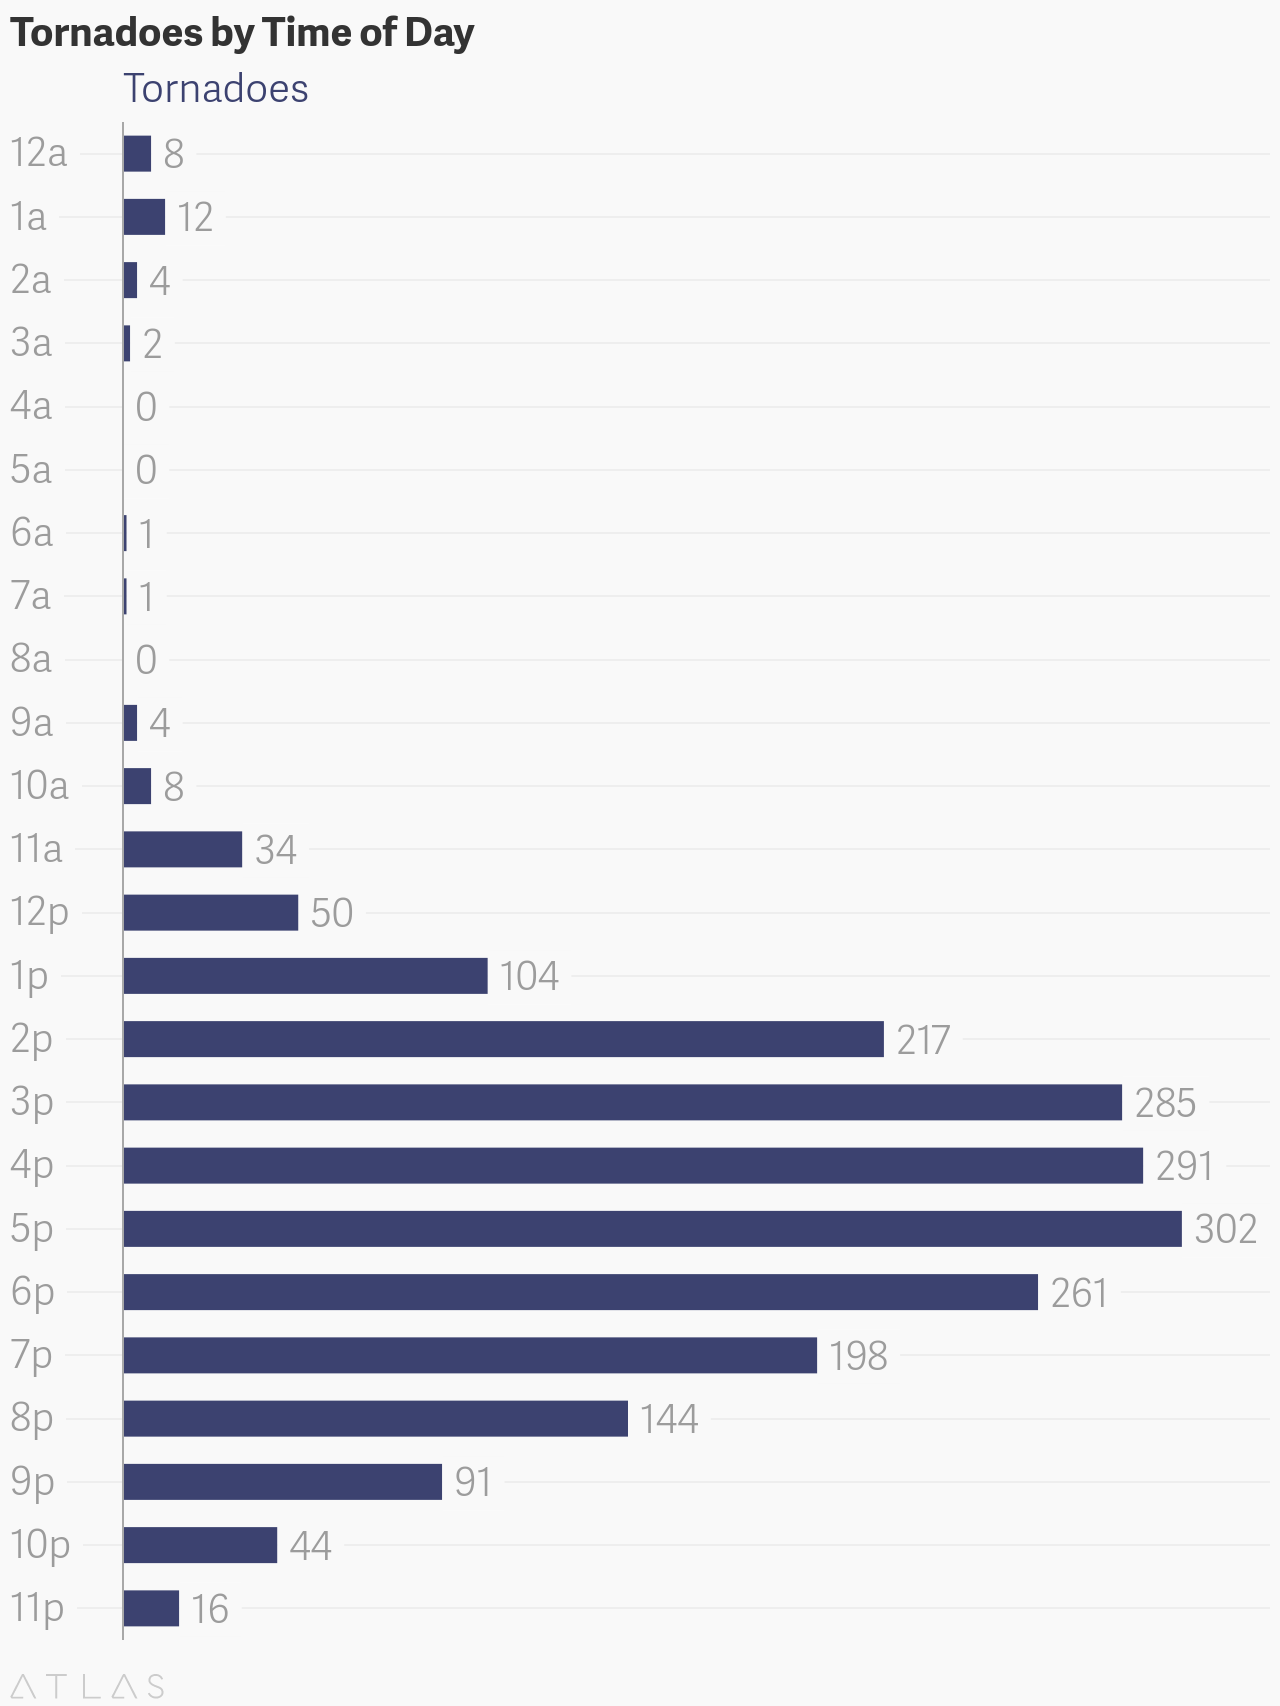 Tornadoes by Time of Day
Tornadoes
12a 8
1a 12
2a 4
3a 2
4a 0
5a 0
6a 1
7a 1
8a 0
9a 4
10a 8
11a 34
12p 50
1p 104
2p 217
3p 285
4p 291
5p 302
6p 261
7p 198
8p 144
9p 91
10p 44
11p 16
ATLAS